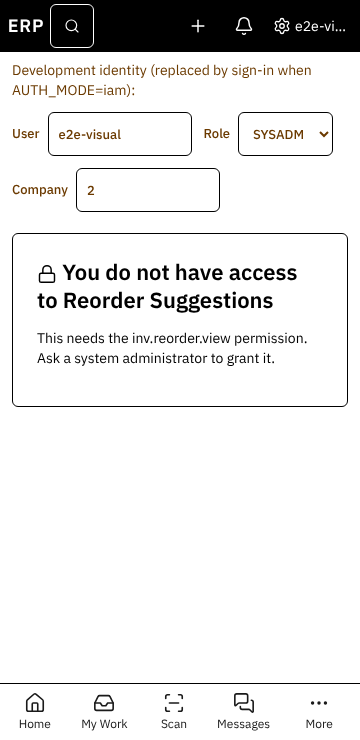 ERP
e2e-vi...
Development identity (replaced by sign-in when
AUTH_MODE=iam):
User e2e-visual Role SYSADM
Company 2
You do not have access
to Reorder Suggestions
This needs the inv.reorder.view permission.
Ask a system administrator to grant it.
Home My Work Scan Messages More